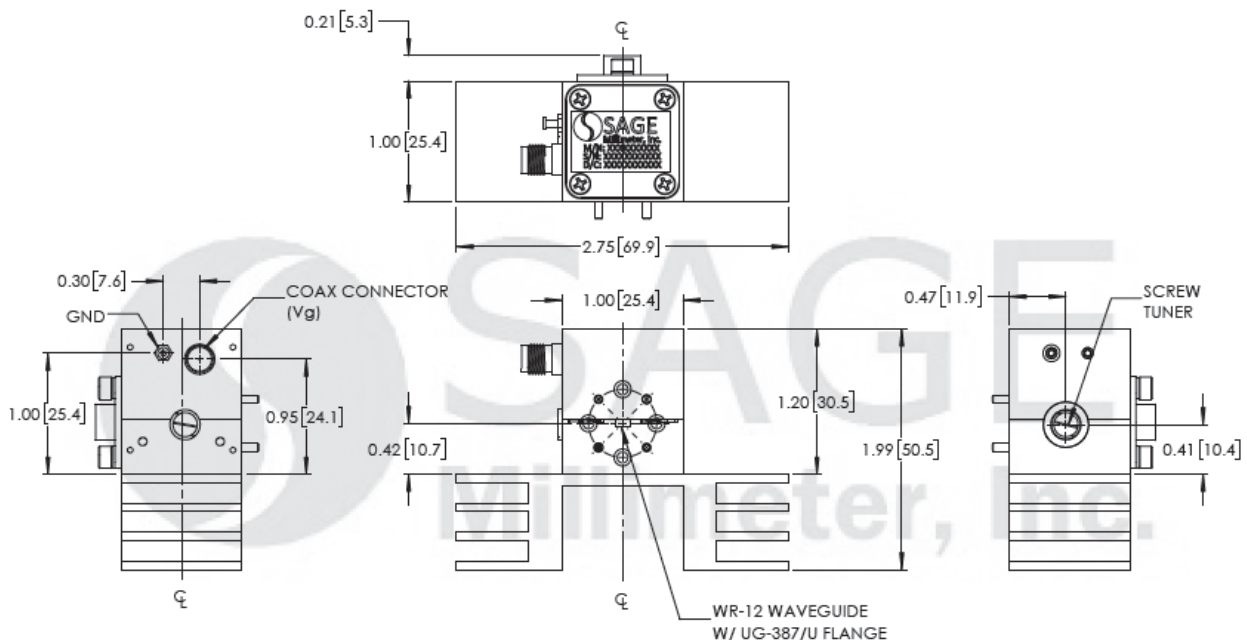 0.21[5.3]
℄
1.00[25.4]
SAGE
Millimeter, Inc.
M/N: XXXXXXXXXX
S/N: XXXXXXXXXX
D/C: XXXXXXXXXX
2.75[69.9]
0.30[7.6]
COAX CONNECTOR
(Vg)
GND
1.00[25.4]
0.95[24.1]
℄
1.00[25.4]
0.42[10.7]
1.20[30.5]
1.99[50.5]
℄
WR-12 WAVEGUIDE
W/ UG-387/U FLANGE
0.47[11.9]
SCREW
TUNER
0.41[10.4]
SAGE
Millimeter, Inc.